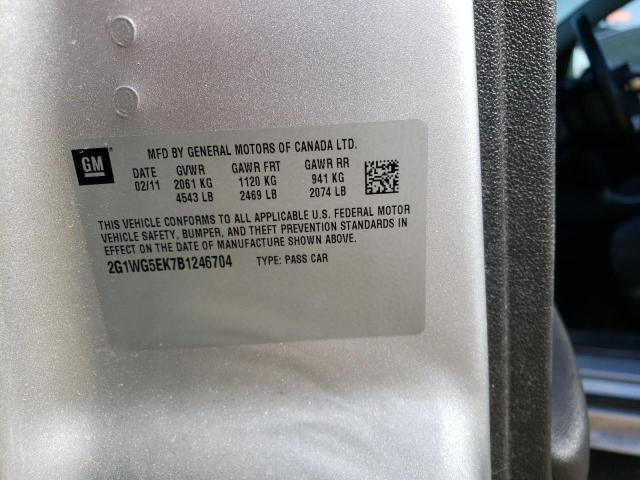 GM
MFD BY GENERAL MOTORS OF CANADA LTD.
DATE GVWR GAWR FRT GAWR RR
02/11 2061 KG 1120 KG 941 KG
4543 LB 2469 LB 2074 LB
THIS VEHICLE CONFORMS TO ALL APPLICABLE U.S. FEDERAL MOTOR
VEHICLE SAFETY, BUMPER, AND THEFT PREVENTION STANDARDS IN
EFFECT ON THE DATE OF MANUFACTURE SHOWN ABOVE.
2G1WG5EK7B1246704 TYPE: PASS CAR